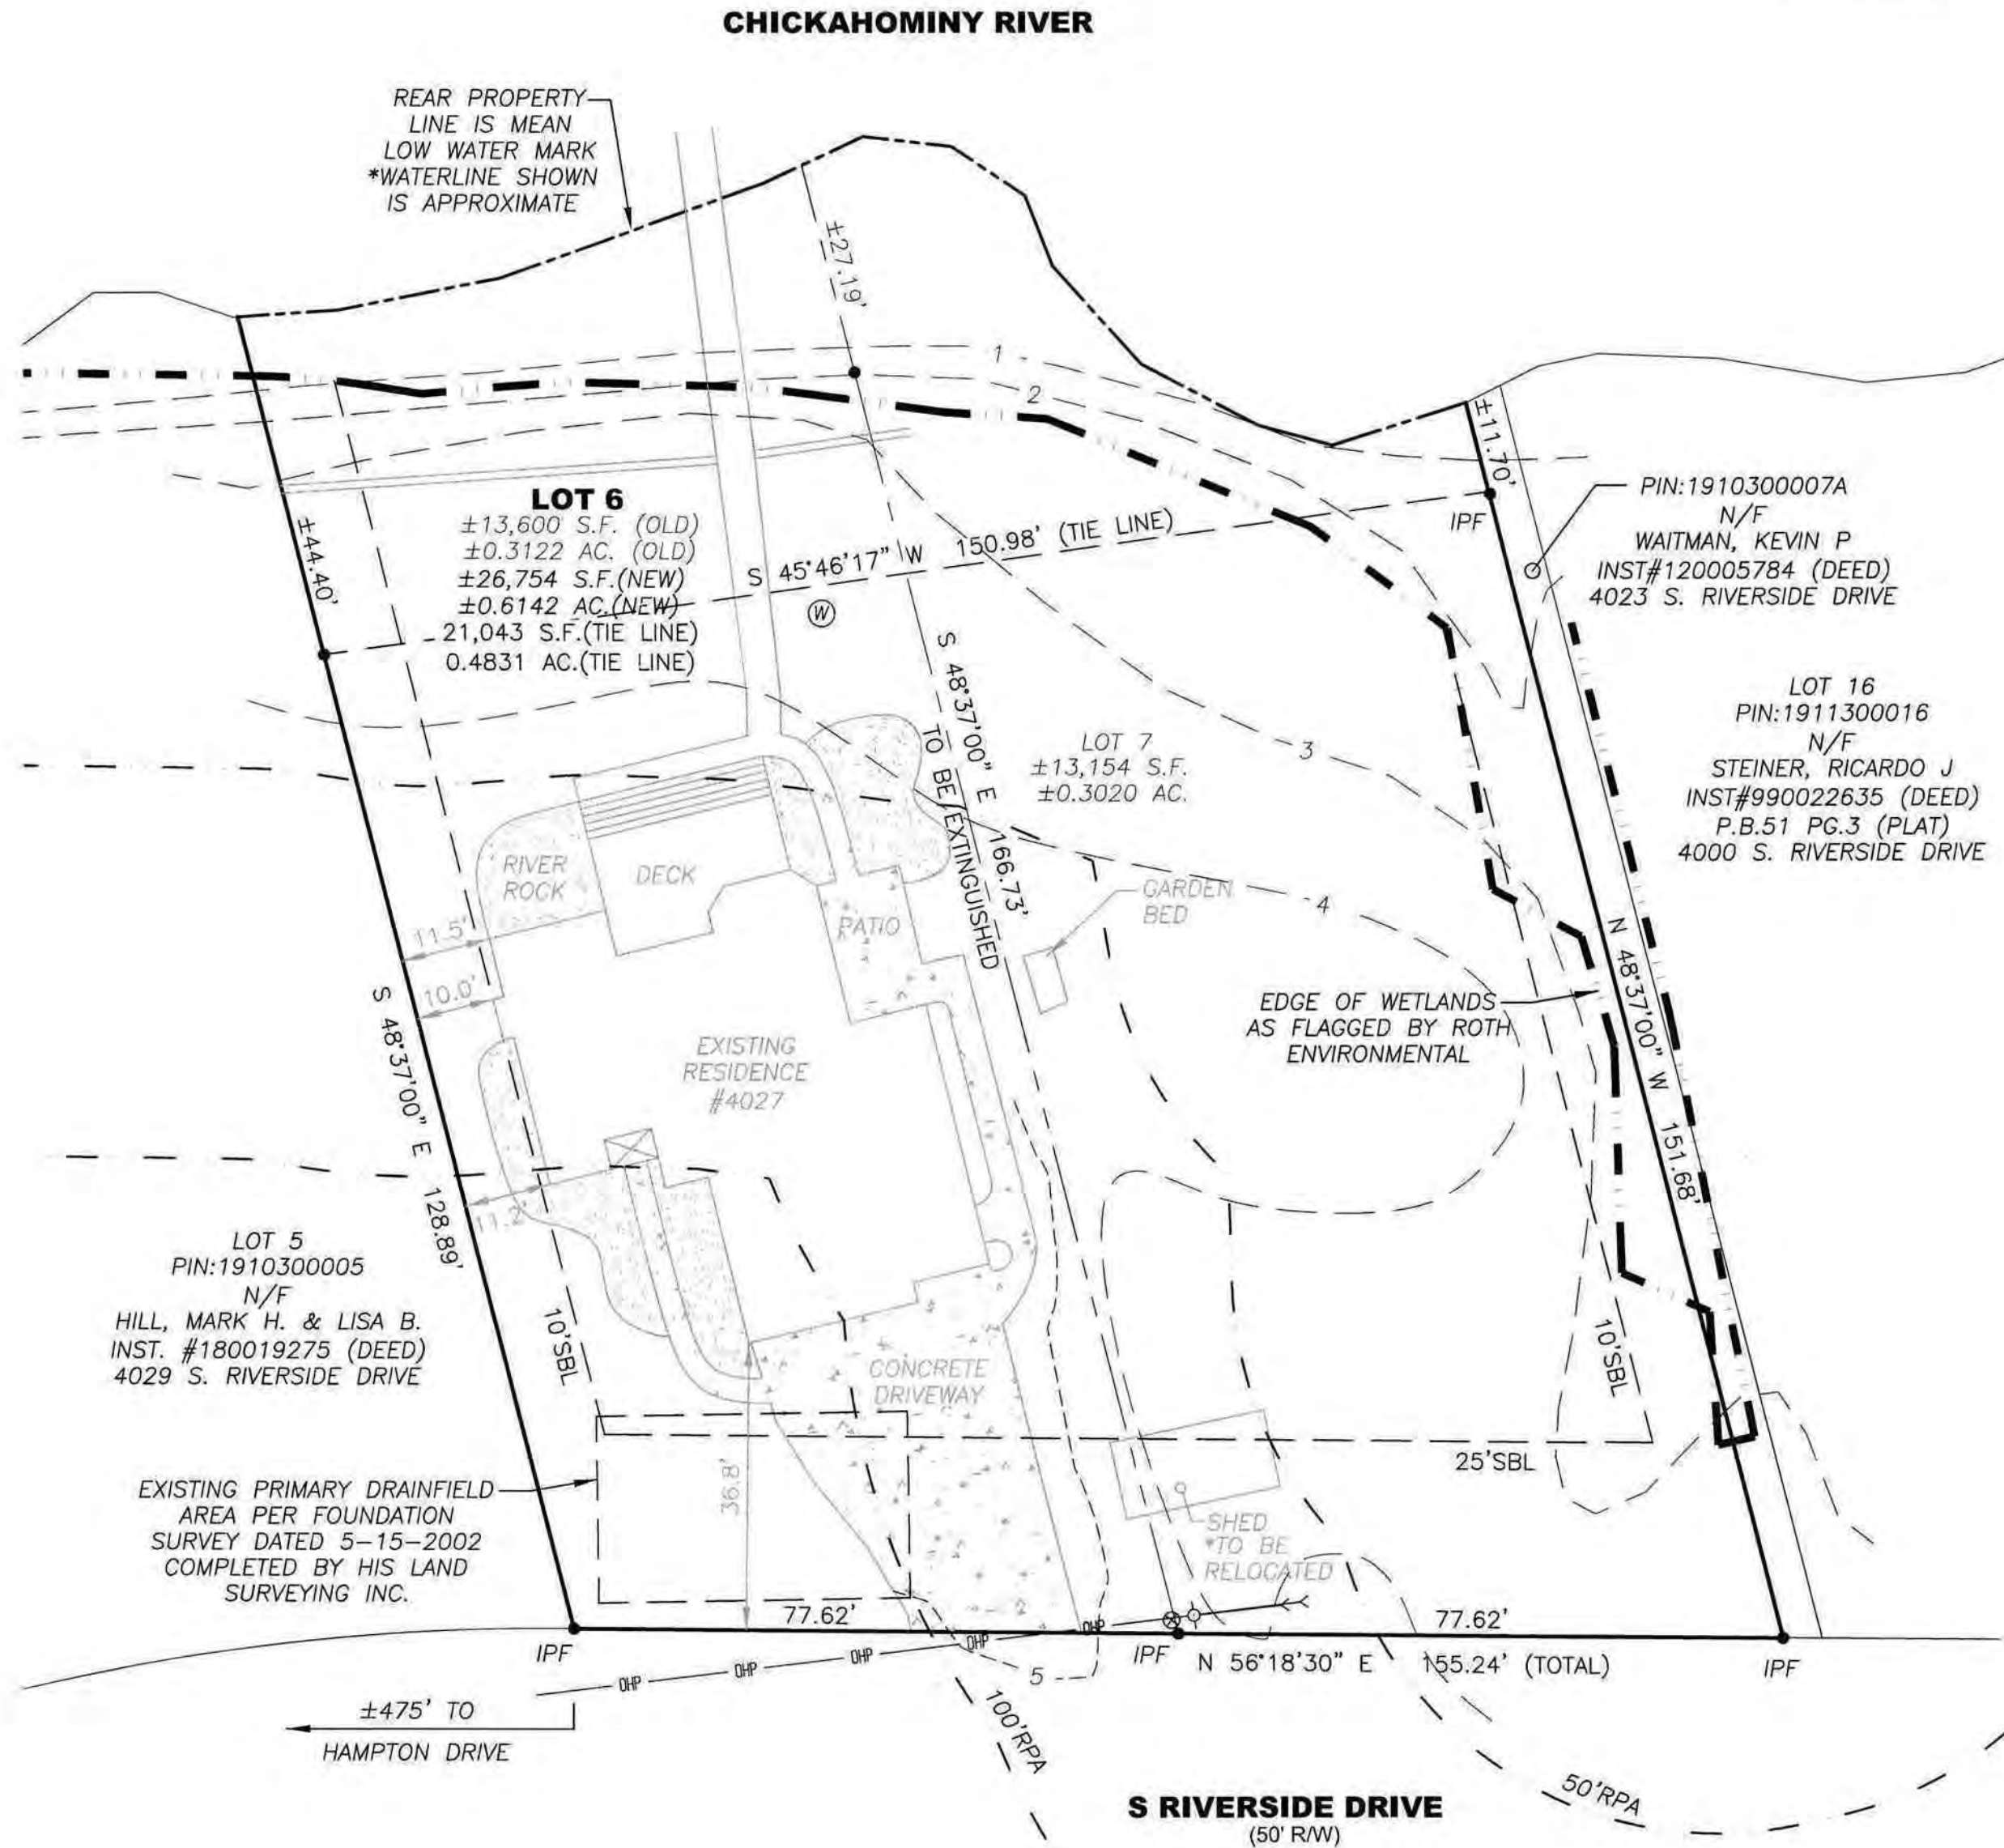 CHICKAHOMINY RIVER
REAR PROPERTY
LINE IS MEAN
LOW WATER MARK
*WATERLINE SHOWN
IS APPROXIMATE
±27.19'
1
2
±11.70'
IPF
PIN:1910300007A
N/F
WAITMAN, KEVIN P
INST#120005784 (DEED)
4023 S. RIVERSIDE DRIVE
LOT 6
±13,600 S.F. (OLD)
±0.3122 AC. (OLD)
±26,754 S.F.(NEW)
±0.6142 AC.(NEW)
21,043 S.F.(TIE LINE)
0.4831 AC.(TIE LINE)
±44.40'
S 45°46'17" W 150.98' (TIE LINE)
W
S 48°37'00" E 166.73'
TO BE EXTINGUISHED
LOT 7
±13,154 S.F.
±0.3020 AC.
3
LOT 16
PIN:1911300016
N/F
STEINER, RICARDO J
INST#990022635 (DEED)
P.B.51 PG.3 (PLAT)
4000 S. RIVERSIDE DRIVE
RIVER
ROCK
DECK
PATIO
GARDEN
BED
4
11.5'
10.0'
S 48°37'00" E 128.89'
EXISTING
RESIDENCE
#4027
EDGE OF WETLANDS
AS FLAGGED BY ROTH
ENVIRONMENTAL
N 48°37'00" W 151.68'
11.2'
LOT 5
PIN:1910300005
N/F
HILL, MARK H. & LISA B.
INST. #180019275 (DEED)
4029 S. RIVERSIDE DRIVE
10'SBL
10'SBL
CONCRETE
DRIVEWAY
25'SBL
36.8'
EXISTING PRIMARY DRAINFIELD
AREA PER FOUNDATION
SURVEY DATED 5-15-2002
COMPLETED BY HIS LAND
SURVEYING INC.
SHED
*TO BE
RELOCATED
77.62'
77.62'
IPF
OHP
OHP
OHP
OHP
OHP
5
IPF
N 56°18'30" E 155.24' (TOTAL)
IPF
±475' TO
HAMPTON DRIVE
100'RPA
50'RPA
S RIVERSIDE DRIVE
(50' R/W)